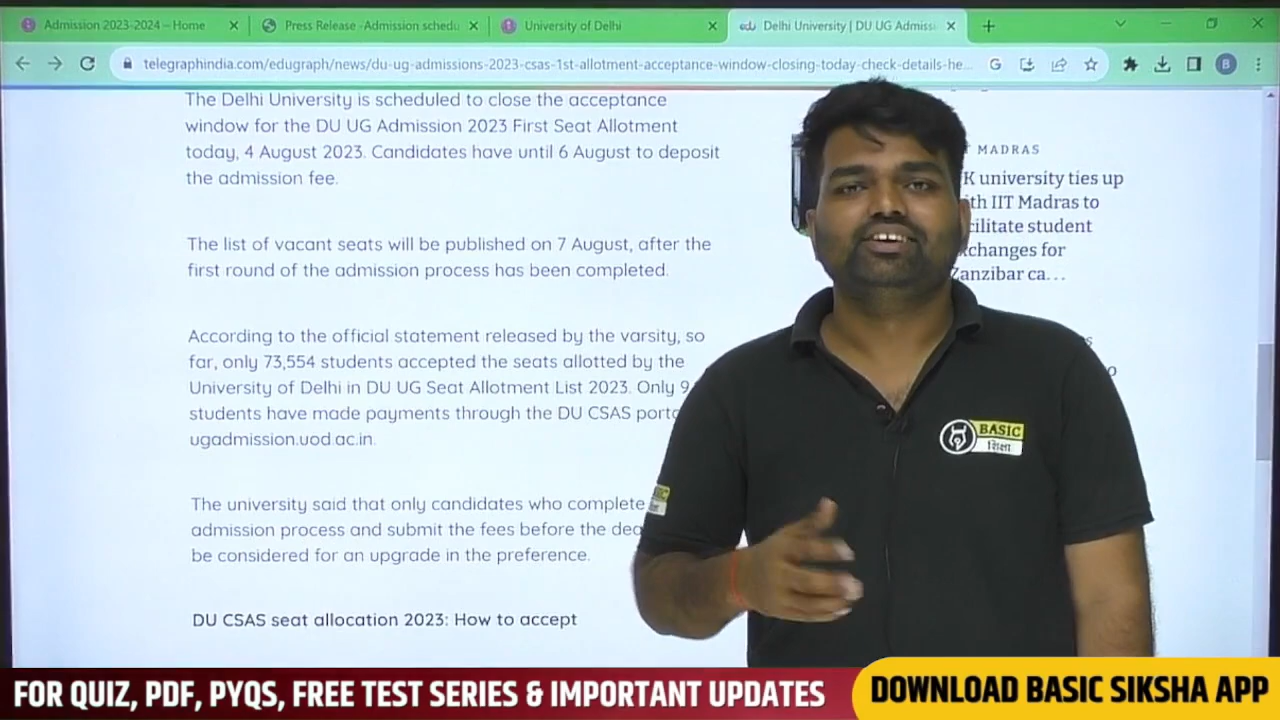 Admission 2023-2024 – Home
Press Release -Admission schedu
University of Delhi
edu Delhi University | DU UG Admiss
telegraphindia.com/edugraph/news/du-ug-admissions-2023-csas-1st-allotment-acceptance-window-closing-today-check-details-he...
G
B
The Delhi University is scheduled to close the acceptance
window for the DU UG Admission 2023 First Seat Allotment
today, 4 August 2023. Candidates have until 6 August to deposit
the admission fee.
The list of vacant seats will be published on 7 August, after the
first round of the admission process has been completed.
According to the official statement released by the varsity, so
far, only 73,554 students accepted the seats allotted by the
University of Delhi in DU UG Seat Allotment List 2023. Only 9
students have made payments through the DU CSAS porta
ugadmission.uod.ac.in.
The university said that only candidates who complete
admission process and submit the fees before the dea
be considered for an upgrade in the preference.
DU CSAS seat allocation 2023: How to accept
MADRAS
K university ties up
ith IIT Madras to
cilitate student
xchanges for
Zanzibar ca...
BASIC
शिक्षा
FOR QUIZ, PDF, PYQS, FREE TEST SERIES & IMPORTANT UPDATES
DOWNLOAD BASIC SIKSHA APP